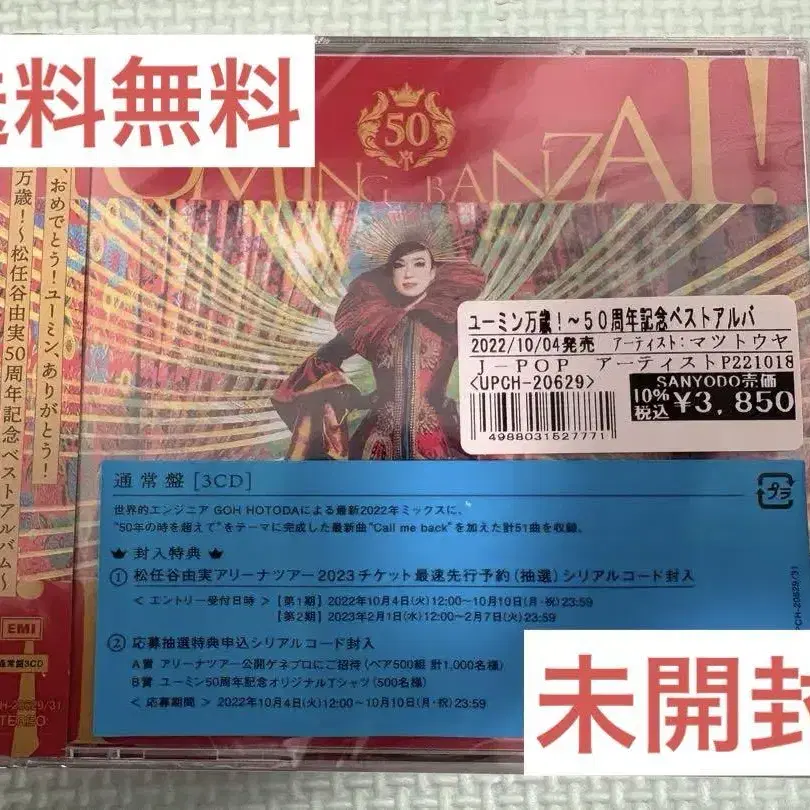 送料無料
50
YUMING BANZAI!
、おめでとう!ユーミン、ありがとう!
万歳!~松任谷由実50周年記念ベストアルバム~
EMI
通常盤3CD
CH-20629/31
STEREO
ユーミン万歳!~50周年記念ベストアルバ
2022/10/04発売 アーティスト:マツトウヤ
J-POP アーティストP221018
<UPCH-20629>
SANYODO売価
10%税込 ¥3,850
4988031527771
通常盤[3CD]
世界的エンジニア GOH HOTODAによる最新2022年ミックスに、
"50年の時を超えて"をテーマに完成した最新曲"Call me back"を加えた計51曲を収録。
封入特典
① 松任谷由実アリーナツアー2023チケット最速先行予約(抽選)シリアルコード封入
< エントリー受付日時 > [第1期] 2022年10月4日(火)12:00~10月10日(月・祝)23:59
[第2期] 2023年2月1日(水)12:00~2月7日(火)23:59
② 応募抽選特典申込シリアルコード封入
A賞 アリーナツアー公開ゲネプロにご招待(ペア500組 計1,000名様)
B賞 ユーミン50周年記念オリジナルTシャツ(500名様)
< 応募期間 > 2022年10月4日(火)12:00~10月10日(月・祝)23:59
プラ
PCH-20629/31
未開封